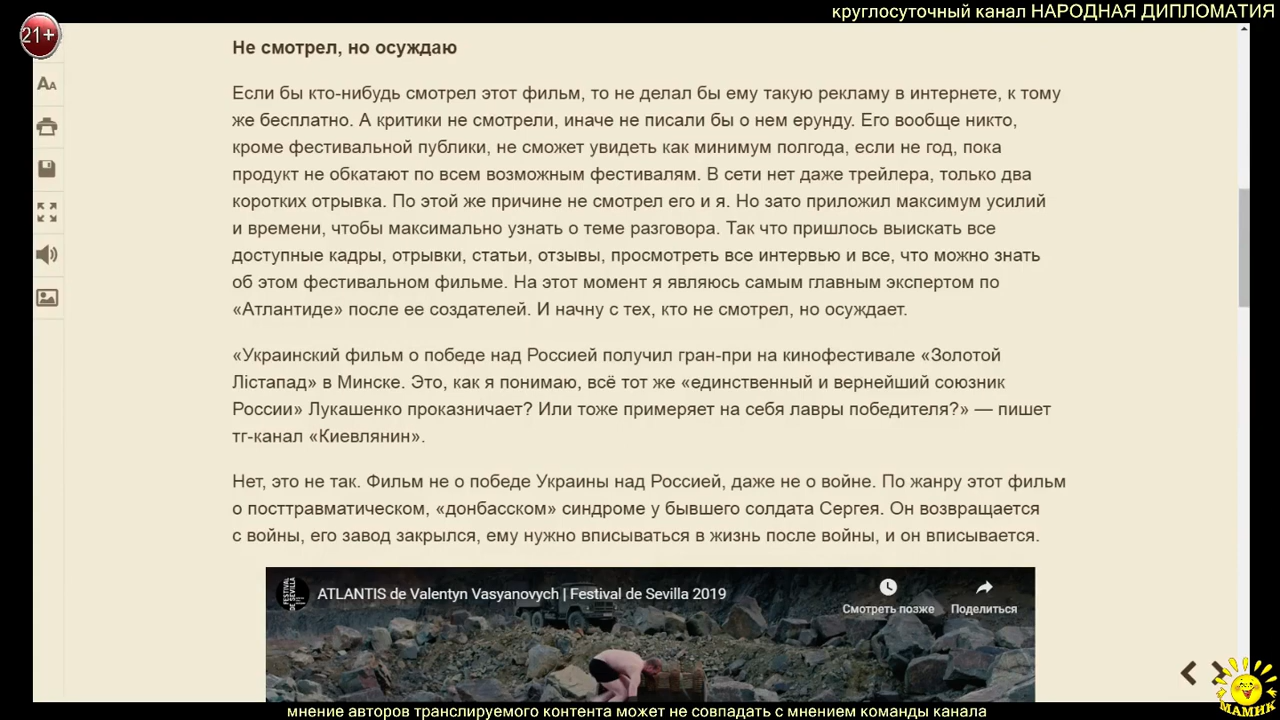 круглосуточный канал НАРОДНАЯ ДИПЛОМАТИЯ
21+
Не смотрел, но осуждаю
Если бы кто-нибудь смотрел этот фильм, то не делал бы ему такую рекламу в интернете, к тому
же бесплатно. А критики не смотрели, иначе не писали бы о нем ерунду. Его вообще никто,
кроме фестивальной публики, не сможет увидеть как минимум полгода, если не год, пока
продукт не обкатают по всем возможным фестивалям. В сети нет даже трейлера, только два
коротких отрывка. По этой же причине не смотрел его и я. Но зато приложил максимум усилий
и времени, чтобы максимально узнать о теме разговора. Так что пришлось выискать все
доступные кадры, отрывки, статьи, отзывы, просмотреть все интервью и все, что можно знать
об этом фестивальном фильме. На этот момент я являюсь самым главным экспертом по
«Атлантиде» после ее создателей. И начну с тех, кто не смотрел, но осуждает.
«Украинский фильм о победе над Россией получил гран-при на кинофестивале «Золотой
Лістапад» в Минске. Это, как я понимаю, всё тот же «единственный и вернейший союзник
России» Лукашенко проказничает? Или тоже примеряет на себя лавры победителя?» — пишет
тг-канал «Киевлянин».
Нет, это не так. Фильм не о победе Украины над Россией, даже не о войне. По жанру этот фильм
о посттравматическом, «донбасском» синдроме у бывшего солдата Сергея. Он возвращается
с войны, его завод закрылся, ему нужно вписываться в жизнь после войны, и он вписывается.
FESTIVAL DE SEVILLA
ATLANTIS de Valentyn Vasyanovych | Festival de Sevilla 2019
Смотреть позже
Поделиться
МАМИК
мнение авторов транслируемого контента может не совпадать с мнением команды канала
AA